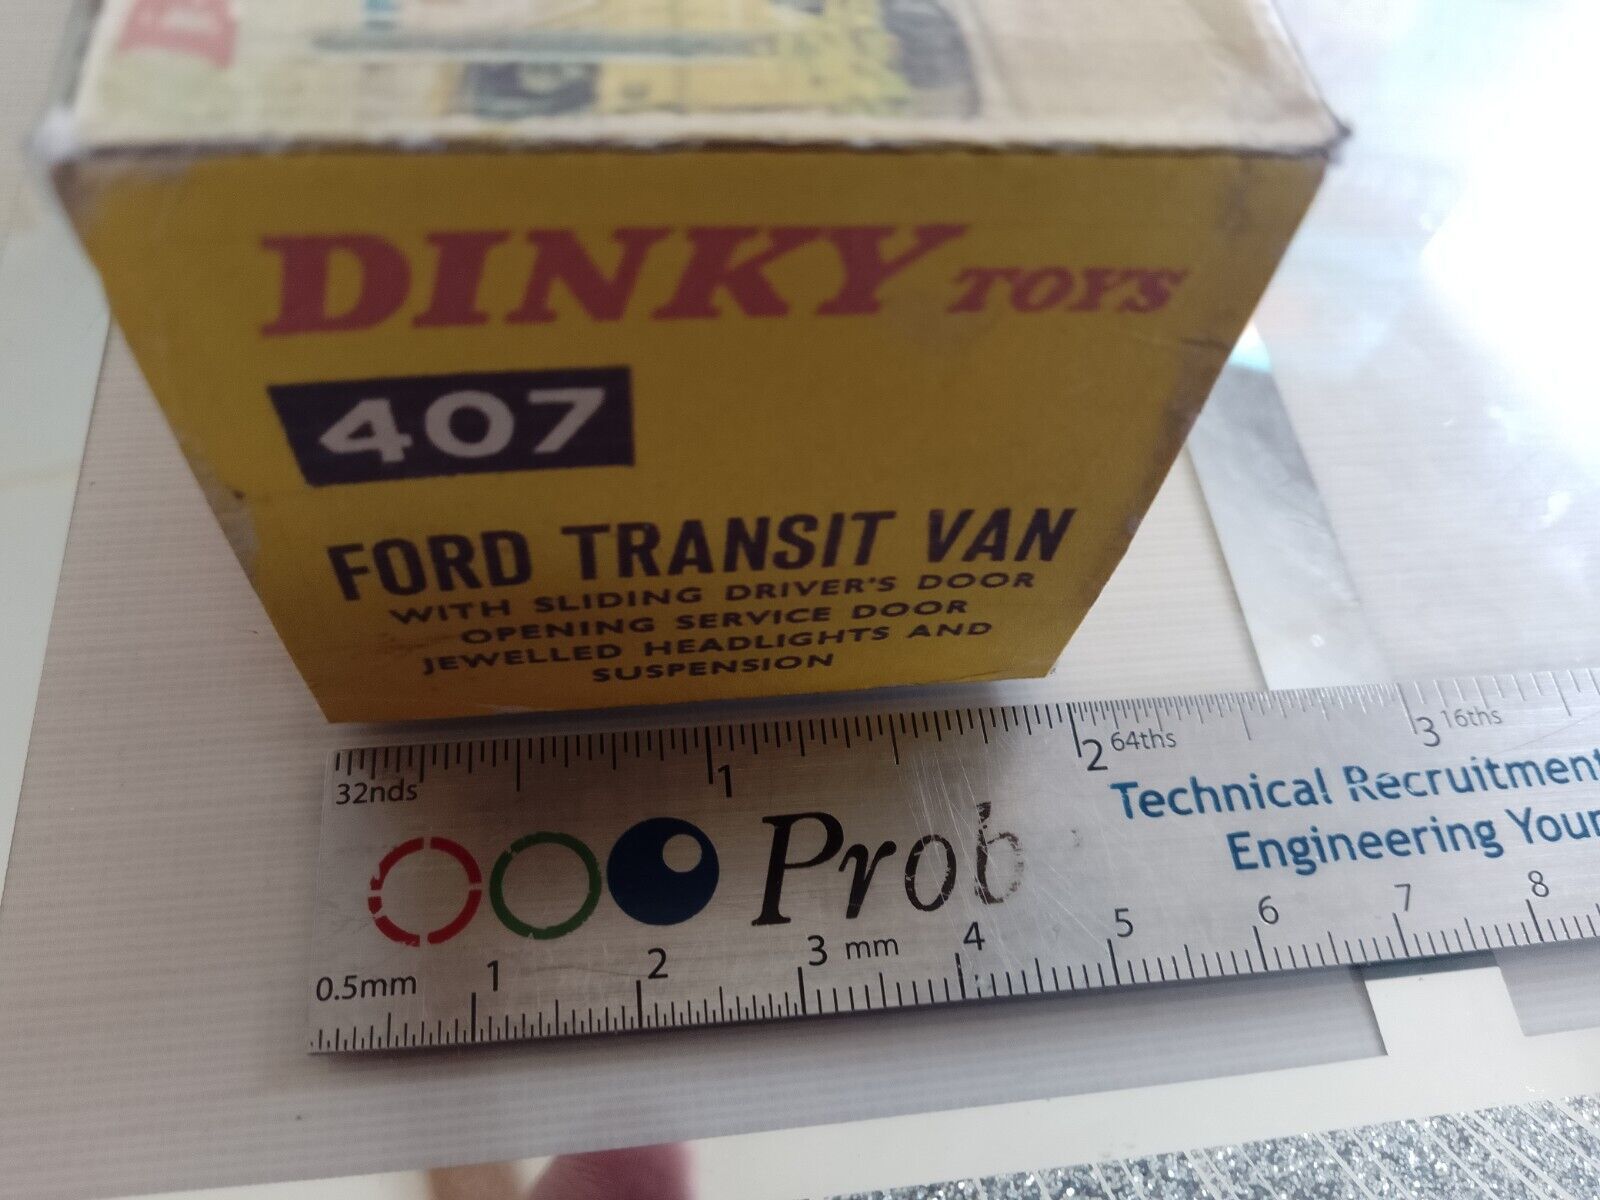 DINKY TOYS
407
FORD TRANSIT VAN
WITH SLIDING DRIVER'S DOOR
OPENING SERVICE DOOR
JEWELLED HEADLIGHTS AND
SUSPENSION
32nds 1 2 64ths 3 16ths
Prob
Technical Recruitment
Engineering Your
0.5mm 1 2 3 mm 4 5 6 7 8